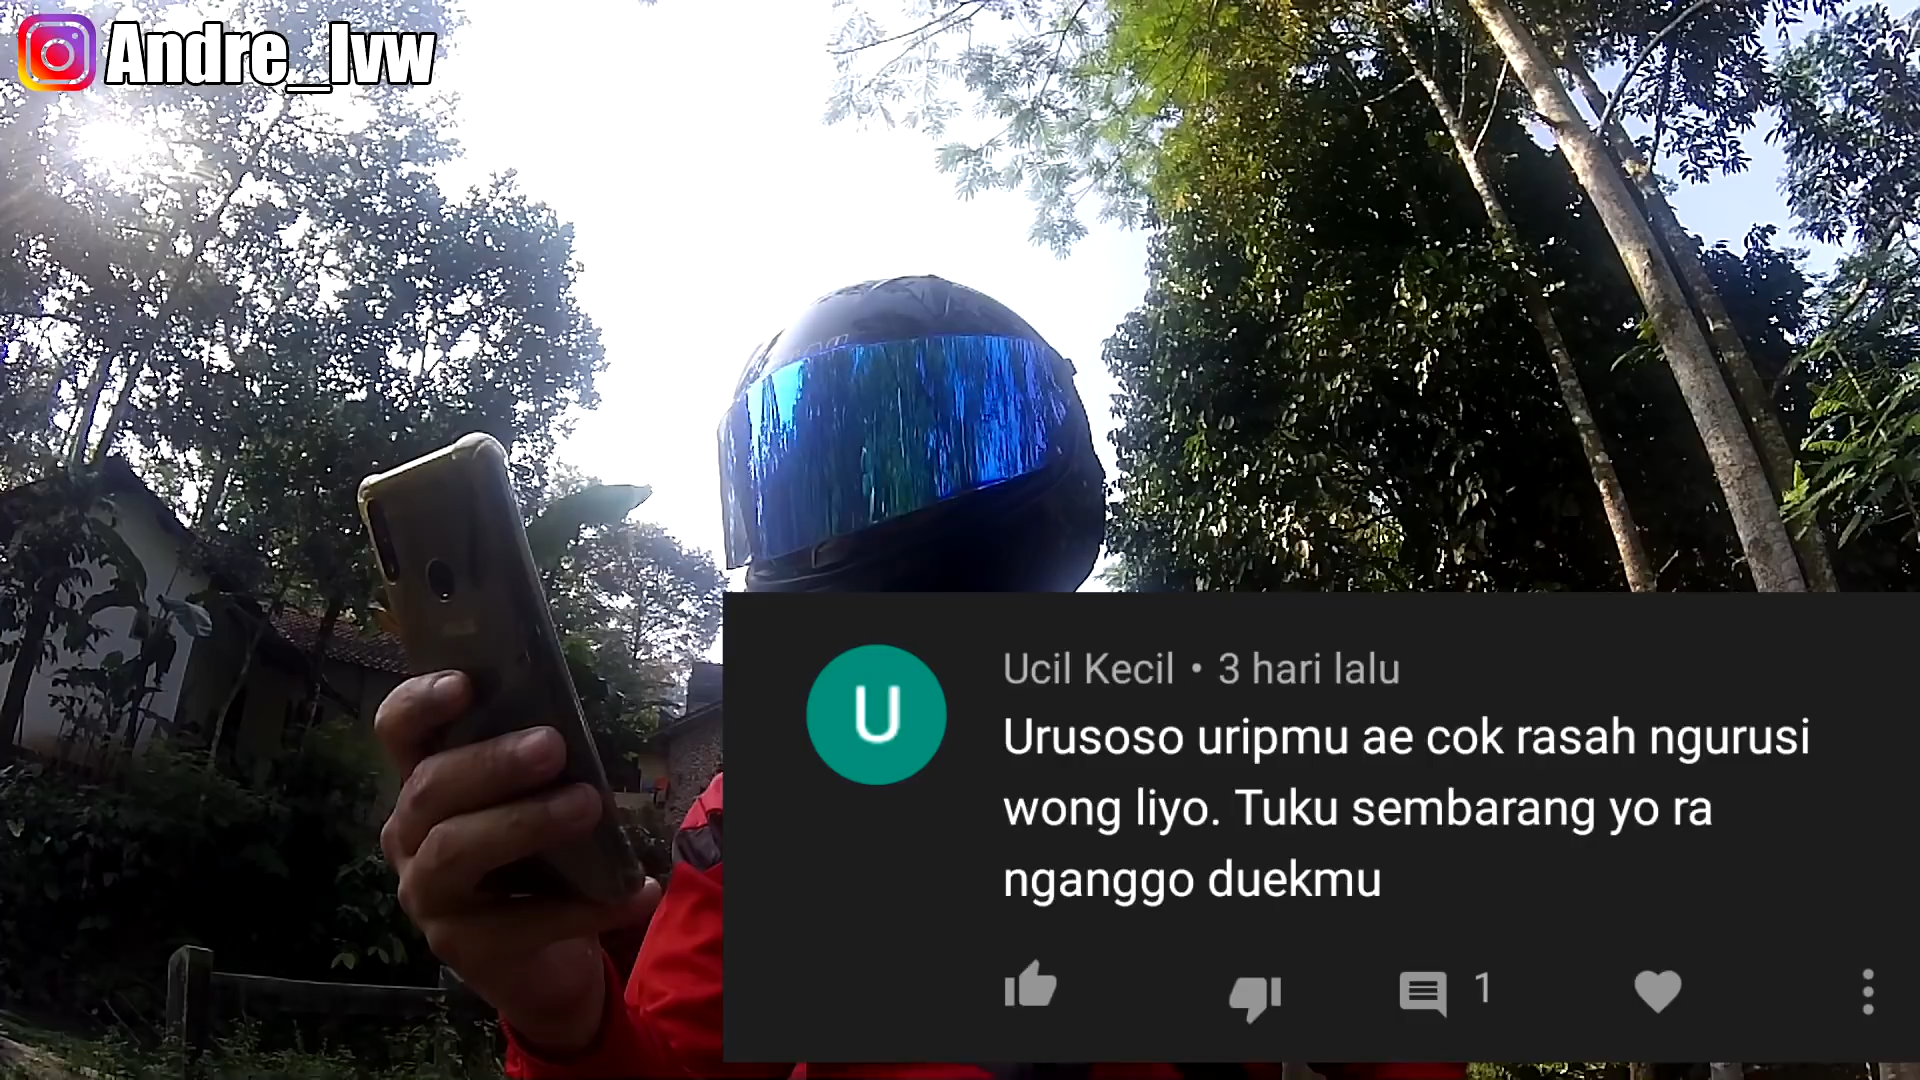 Andre_lvw
Ucil Kecil • 3 hari lalu
U
Urusoso uripmu ae cok rasah ngurusi
wong liyo. Tuku sembarang yo ra
nganggo duekmu
1